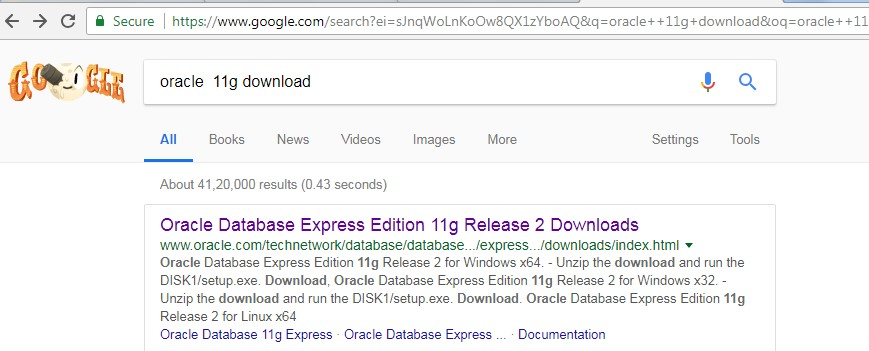 Secure https://www.google.com/search?ei=sJnqWoLnKoOw8QX1zYboAQ&q=oracle++11g+download&oq=oracle++11
GOOGLE
oracle 11g download
All Books News Videos Images More Settings Tools
About 41,20,000 results (0.43 seconds)
Oracle Database Express Edition 11g Release 2 Downloads
www.oracle.com/technetwork/database/database.../express.../downloads/index.html
Oracle Database Express Edition 11g Release 2 for Windows x64. - Unzip the download and run the
DISK1/setup.exe. Download, Oracle Database Express Edition 11g Release 2 for Windows x32. -
Unzip the download and run the DISK1/setup.exe. Download. Oracle Database Express Edition 11g
Release 2 for Linux x64
Oracle Database 11g Express · Oracle Database Express ... · Documentation